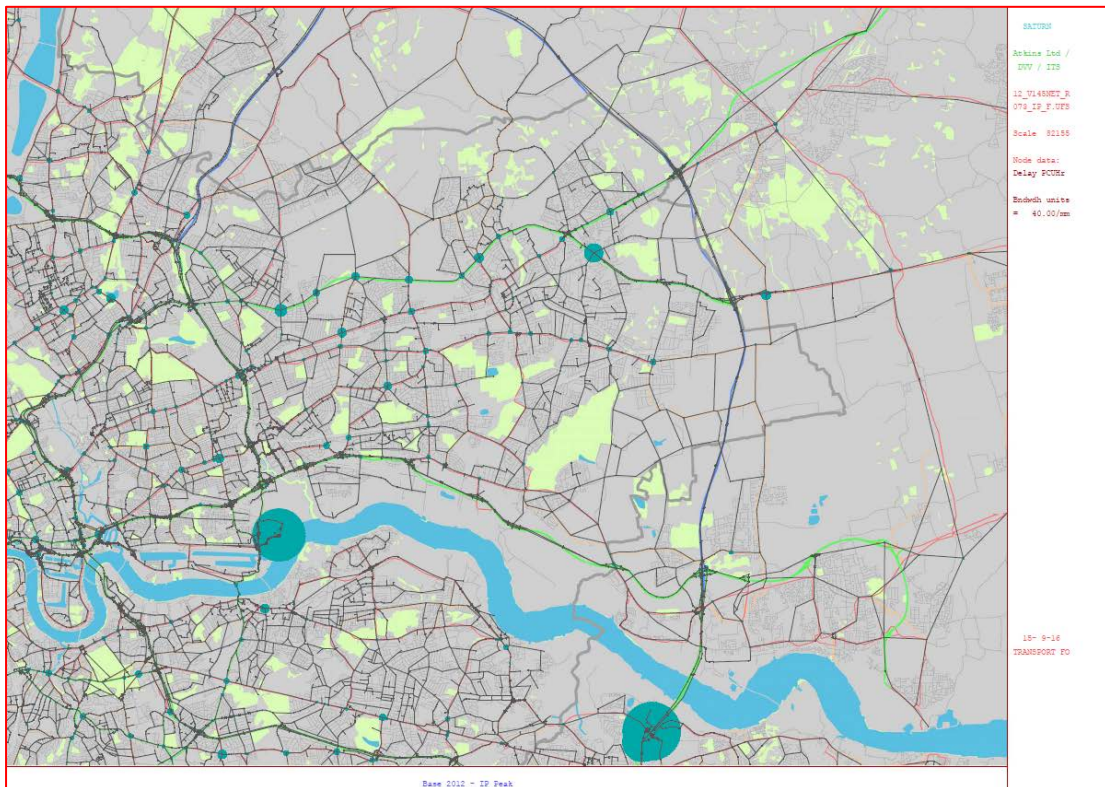 SATURN
Atkins Ltd /
DVV / ITS
12_V145NET_R
079_IP_F.UFS
Scale 82155
Node data:
Delay PCUHr
Bndwdh units
= 40.00/mm
15- 9-16
TRANSPORT FO
Base 2012 - IP Peak